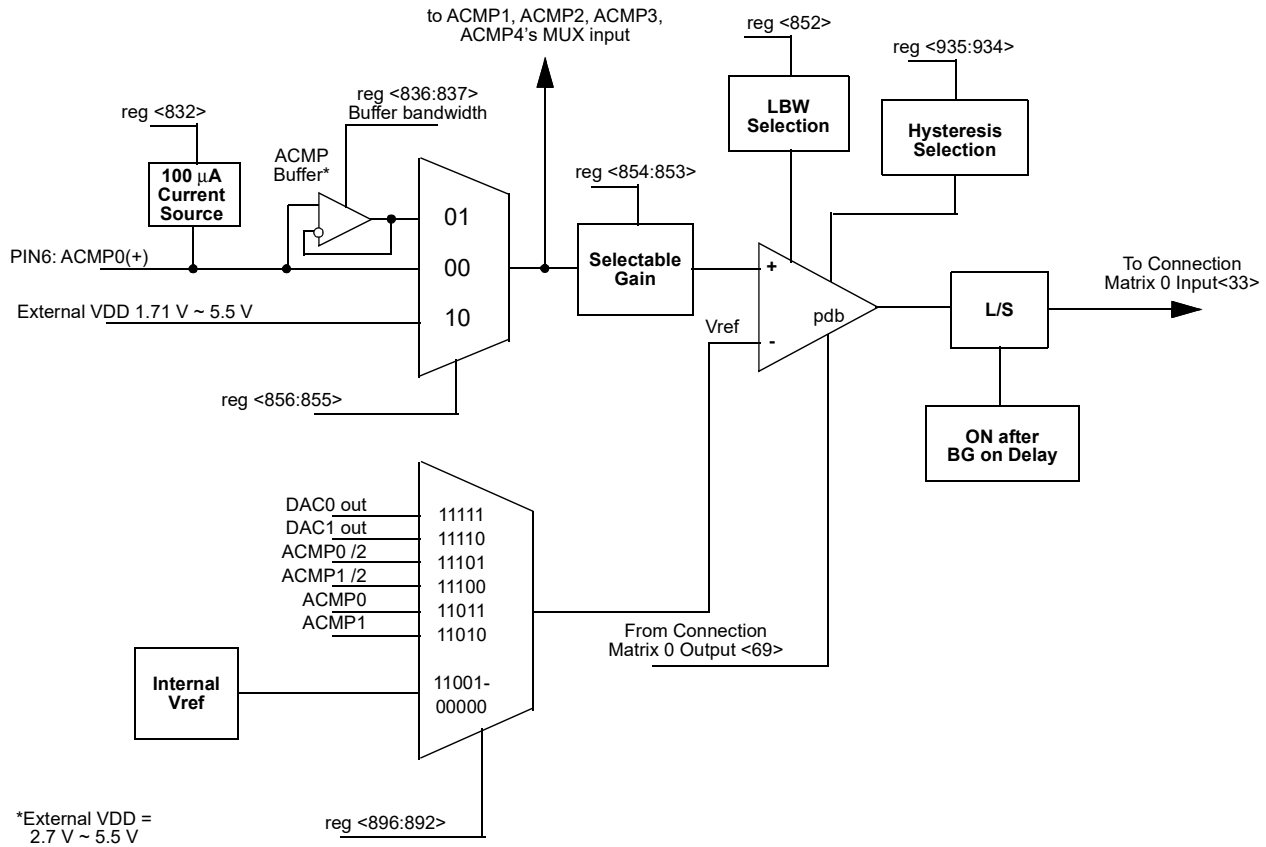 to ACMP1, ACMP2, ACMP3,
ACMP4's MUX input
reg <852>
reg <935:934>
reg <832>
reg <836:837>
Buffer bandwidth
LBW
Selection
Hysteresis
Selection
ACMP
Buffer*
100 μA
Current
Source
reg <854:853>
01
PIN6: ACMP0(+)
00
Selectable
Gain
+
To Connection
Matrix 0 Input<33>
External VDD 1.71 V ~ 5.5 V
10
Vref
pdb
-
L/S
reg <856:855>
ON after
BG on Delay
DAC0 out
11111
DAC1 out
11110
ACMP0 /2
11101
ACMP1 /2
11100
ACMP0
11011
ACMP1
11010
From Connection
Matrix 0 Output <69>
Internal
Vref
11001-
00000
*External VDD =
2.7 V ~ 5.5 V
reg <896:892>